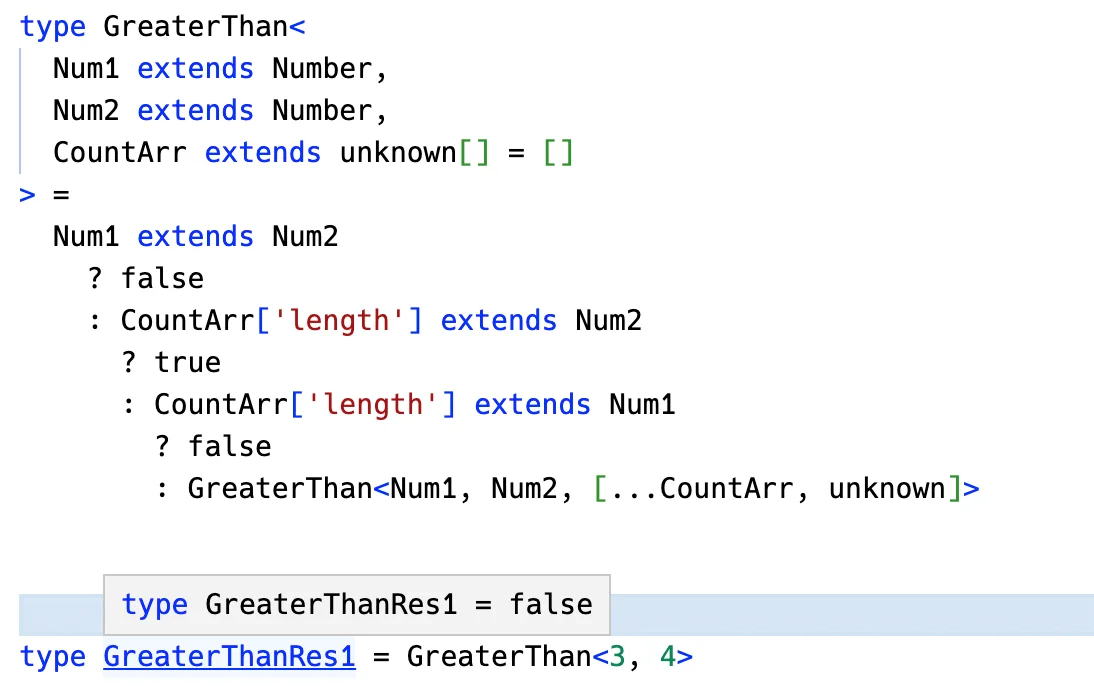 type GreaterThan<
Num1 extends Number,
Num2 extends Number,
CountArr extends unknown[] = []
> =
Num1 extends Num2
? false
: CountArr['length'] extends Num2
? true
: CountArr['length'] extends Num1
? false
: GreaterThan<Num1, Num2, [...CountArr, unknown]>
type GreaterThanRes1 = false
type GreaterThanRes1 = GreaterThan<3, 4>